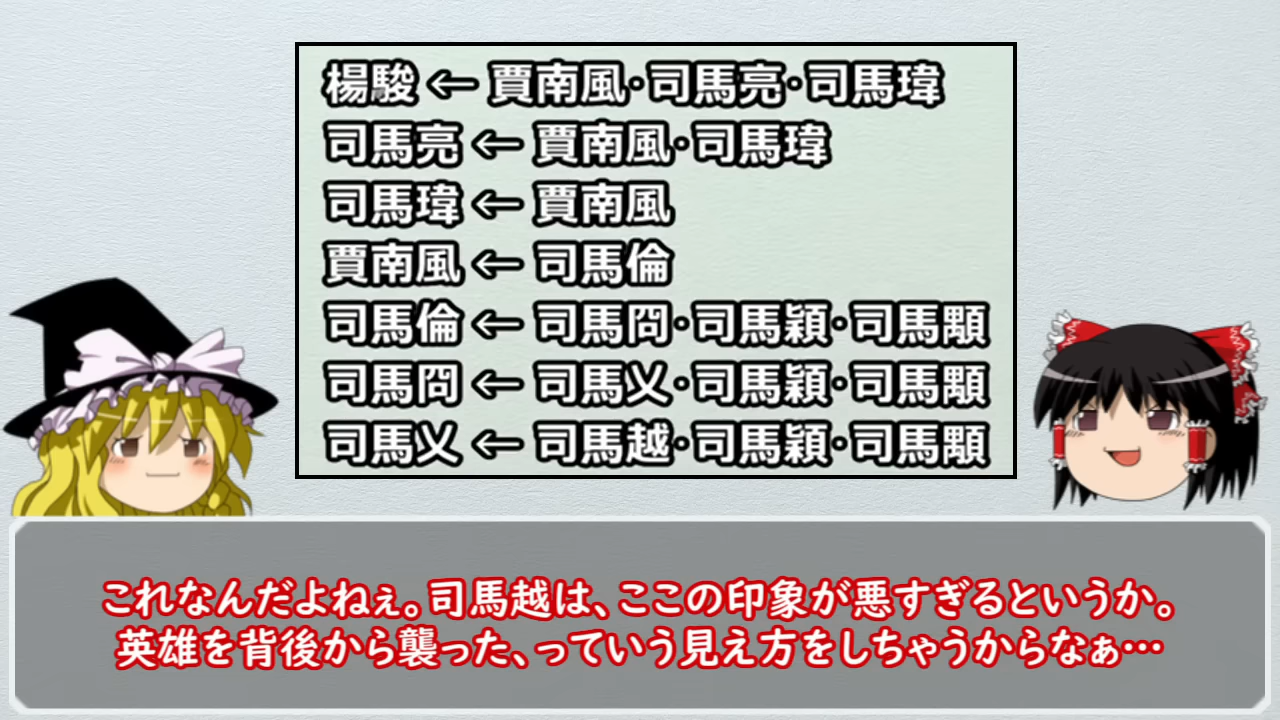 楊駿 ← 賈南風・司馬亮・司馬瑋
司馬亮 ← 賈南風・司馬瑋
司馬瑋 ← 賈南風
賈南風 ← 司馬倫
司馬倫 ← 司馬冏・司馬穎・司馬顒
司馬冏 ← 司馬乂・司馬穎・司馬顒
司馬乂 ← 司馬越・司馬穎・司馬顒
これなんだよねぇ。司馬越は、ここの印象が悪すぎるというか。
英雄を背後から襲った、っていう見え方をしちゃうからなぁ…